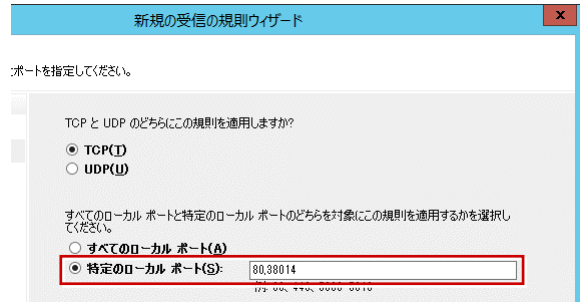 新規の受信の規則ウィザード
x
ポートを指定してください。
TCP と UDP のどちらにこの規則を適用しますか?
TCP(T)
UDP(U)
すべてのローカル ポートと特定のローカル ポートのどちらを対象にこの規則を適用するかを選択し
てください。
すべてのローカル ポート(A)
特定のローカル ポート(S):
80,38014